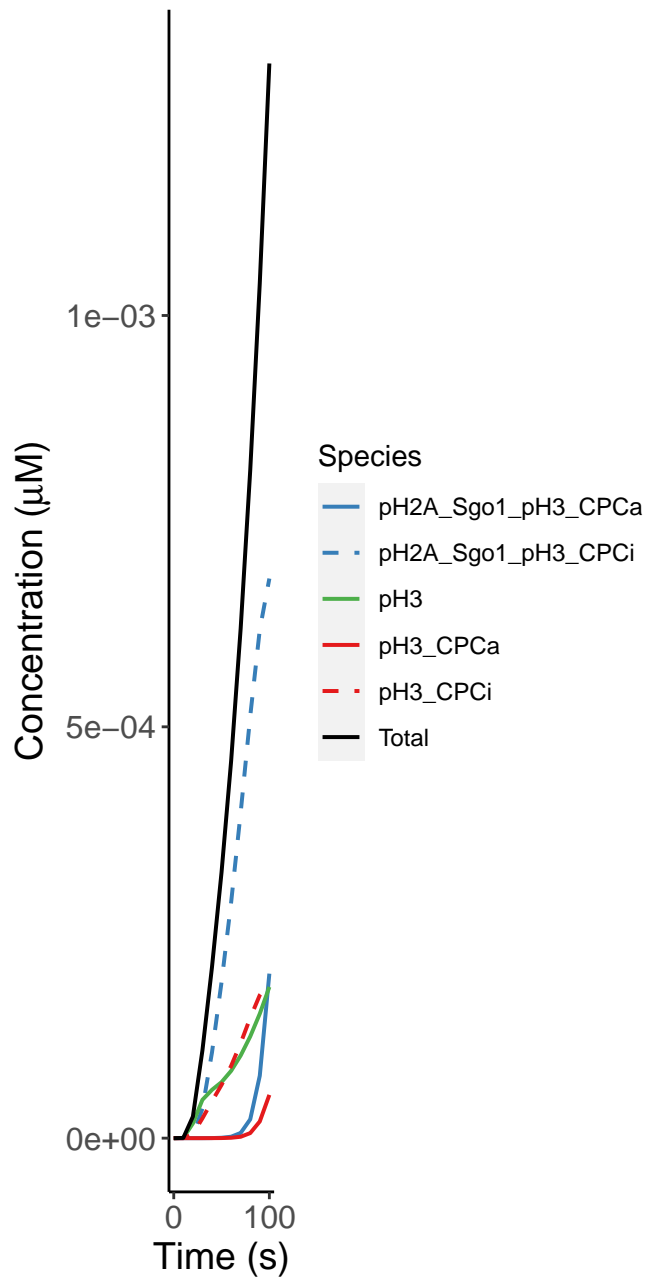 Concentration (μM)
1e−03
5e−04
0e+00
0
100
Time (s)
Species
pH2A_Sgo1_pH3_CPCa
pH2A_Sgo1_pH3_CPCi
pH3
pH3_CPCa
pH3_CPCi
Total